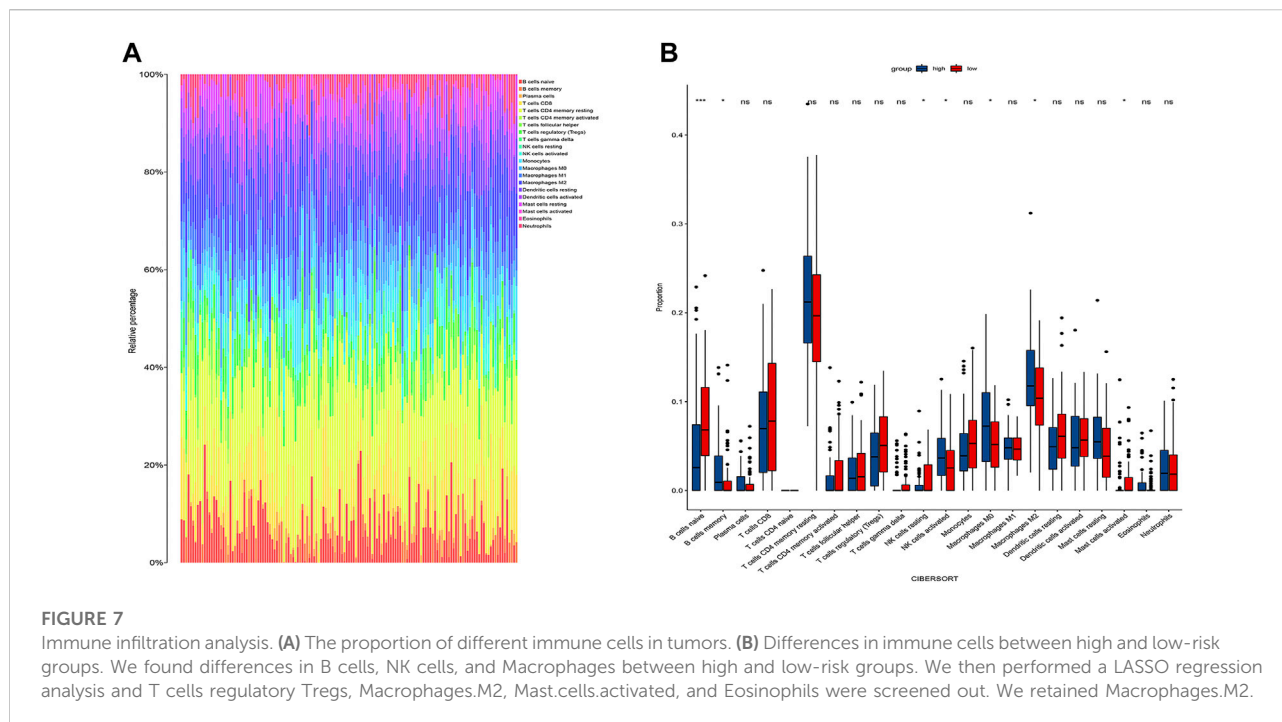 A
100%
80%
60%
40%
20%
0%
Relative percentage
B cells naive
B cells memory
Plasma cells
T cells CD8
T cells CD4 memory resting
T cells CD4 memory activated
T cells follicular helper
T cells regulatory (Tregs)
T cells gamma delta
NK cells resting
NK cells activated
Monocytes
Macrophages M0
Macrophages M1
Macrophages M2
Dendritic cells resting
Dendritic cells activated
Mast cells resting
Mast cells activated
Eosinophils
Neutrophils
B
group high low
*** * ns ns ns ns ns ns ns * * ns * ns * ns ns ns * ns ns
0.4
0.3
0.2
0.1
0.0
Proportion
B cells naive
B cells memory
Plasma cells
T cells CD8
T cells CD4 naive
T cells CD4 memory resting
T cells CD4 memory activated
T cells follicular helper
T cells regulatory (Tregs)
T cells gamma delta
NK cells resting
NK cells activated
Monocytes
Macrophages M0
Macrophages M1
Macrophages M2
Dendritic cells resting
Dendritic cells activated
Mast cells resting
Mast cells activated
Eosinophils
Neutrophils
CIBERSORT
FIGURE 7
Immune infiltration analysis. (A) The proportion of different immune cells in tumors. (B) Differences in immune cells between high and low-risk
groups. We found differences in B cells, NK cells, and Macrophages between high and low-risk groups. We then performed a LASSO regression
analysis and T cells regulatory Tregs, Macrophages.M2, Mast.cells.activated, and Eosinophils were screened out. We retained Macrophages.M2.